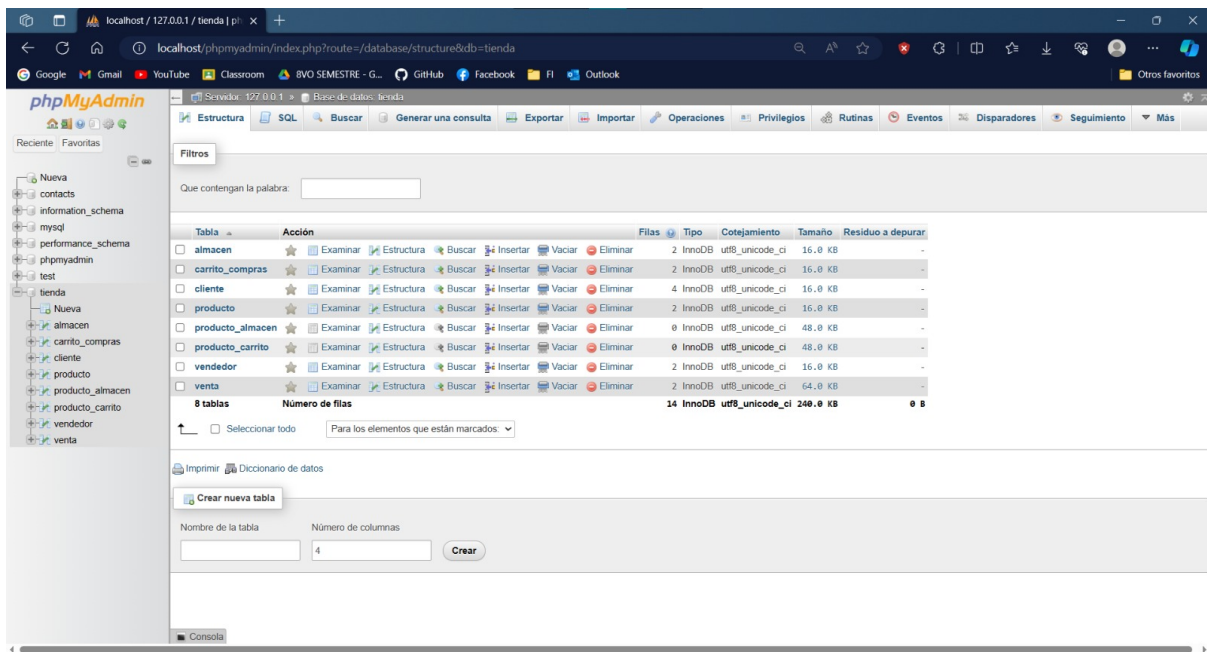 localhost / 127.0.0.1 / tienda | ph
localhost/phpmyadmin/index.php?route=/database/structure&db=tienda
Google Gmail YouTube Classroom 8VO SEMESTRE - G... GitHub Facebook FI Outlook Otros favoritos
phpMyAdmin
Reciente Favoritas
Nueva
contacts
information_schema
mysql
performance_schema
phpmyadmin
test
tienda
Nueva
almacen
carrito_compras
cliente
producto
producto_almacen
producto_carrito
vendedor
venta
Servidor: 127.0.0.1 » Base de datos: tienda
Estructura SQL Buscar Generar una consulta Exportar Importar Operaciones Privilegios Rutinas Eventos Disparadores Seguimiento Más
Filtros
Que contengan la palabra:
Tabla Acción Filas Tipo Cotejamiento Tamaño Residuo a depurar
almacen Examinar Estructura Buscar Insertar Vaciar Eliminar 2 InnoDB utf8_unicode_ci 16.0 KB -
carrito_compras Examinar Estructura Buscar Insertar Vaciar Eliminar 2 InnoDB utf8_unicode_ci 16.0 KB -
cliente Examinar Estructura Buscar Insertar Vaciar Eliminar 4 InnoDB utf8_unicode_ci 16.0 KB -
producto Examinar Estructura Buscar Insertar Vaciar Eliminar 2 InnoDB utf8_unicode_ci 16.0 KB -
producto_almacen Examinar Estructura Buscar Insertar Vaciar Eliminar 0 InnoDB utf8_unicode_ci 48.0 KB -
producto_carrito Examinar Estructura Buscar Insertar Vaciar Eliminar 0 InnoDB utf8_unicode_ci 48.0 KB -
vendedor Examinar Estructura Buscar Insertar Vaciar Eliminar 2 InnoDB utf8_unicode_ci 16.0 KB -
venta Examinar Estructura Buscar Insertar Vaciar Eliminar 2 InnoDB utf8_unicode_ci 64.0 KB -
8 tablas Número de filas 14 InnoDB utf8_unicode_ci 240.0 KB 0 B
Seleccionar todo Para los elementos que están marcados:
Imprimir Diccionario de datos
Crear nueva tabla
Nombre de la tabla Número de columnas
4 Crear
Consola